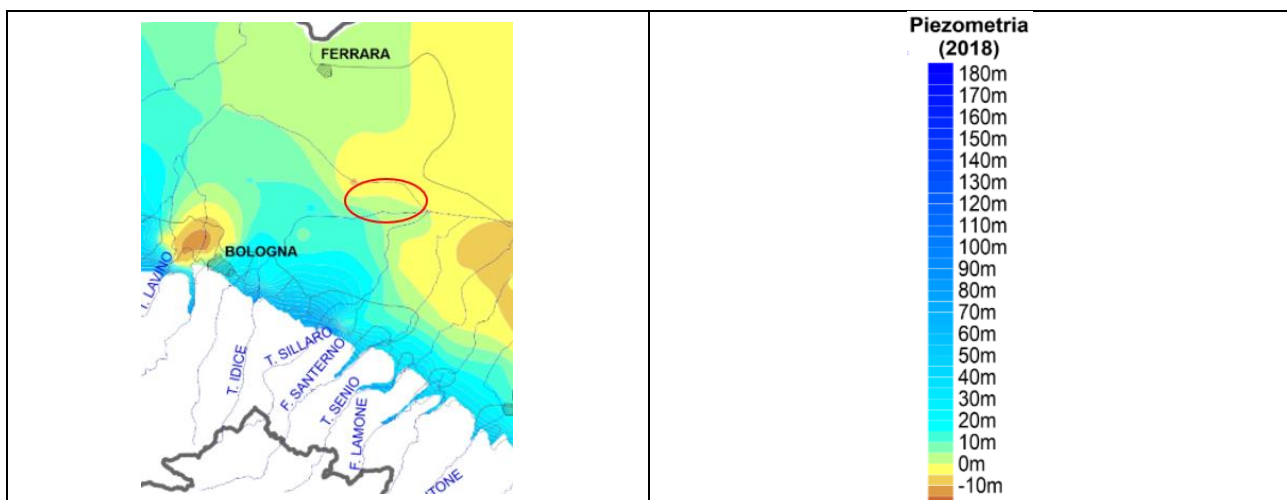 FERRARA
BOLOGNA
T. LAVINO
T. IDICE
T. SILLARO
F. SANTERNO
T. SENIO
F. LAMONE
TONE
Piezometria
(2018)
180m
170m
160m
150m
140m
130m
120m
110m
100m
90m
80m
70m
60m
50m
40m
30m
20m
10m
0m
-10m